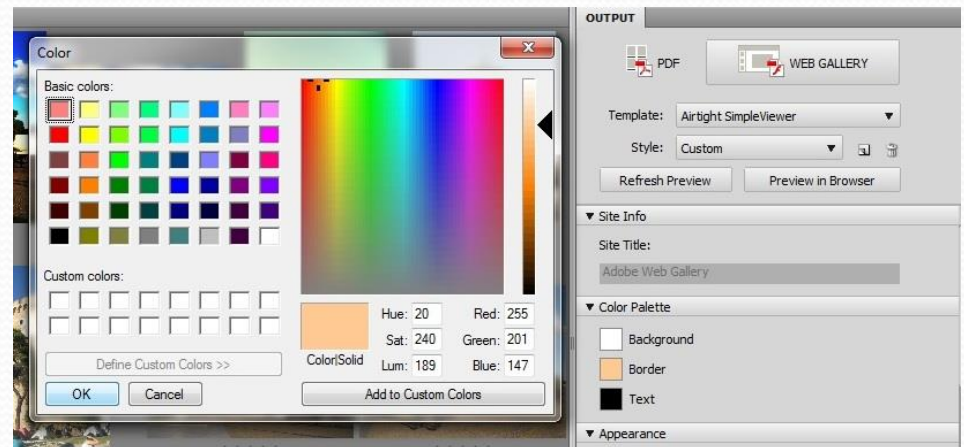 Color
Basic colors:
Custom colors:
Define Custom Colors >>
OK Cancel
Color|Solid
Hue: 20 Red: 255
Sat: 240 Green: 201
Lum: 189 Blue: 147
Add to Custom Colors
OUTPUT
PDF WEB GALLERY
Template: Airtight SimpleViewer
Style: Custom
Refresh Preview Preview in Browser
Site Info
Site Title:
Adobe Web Gallery
Color Palette
Background
Border
Text
Appearance